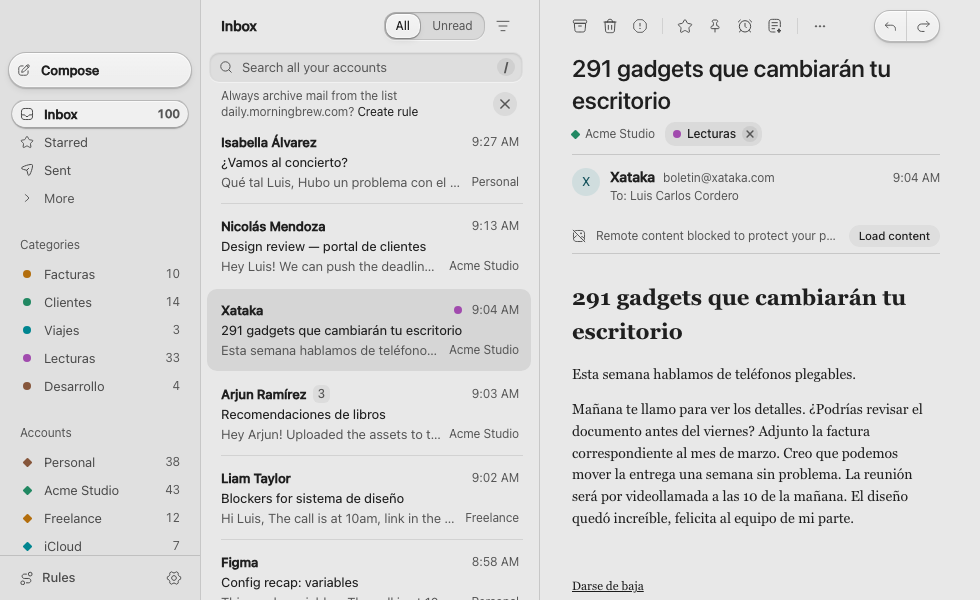 Compose
Inbox 100
Starred
Sent
More
Categories
Facturas 10
Clientes 14
Viajes 3
Lecturas 33
Desarrollo 4
Accounts
Personal 38
Acme Studio 43
Freelance 12
iCloud 7
Rules
Inbox
All Unread
Search all your accounts /
Always archive mail from the list
daily.morningbrew.com? Create rule
Isabella Álvarez 9:27 AM
¿Vamos al concierto?
Qué tal Luis, Hubo un problema con el ... Personal
Nicolás Mendoza 9:13 AM
Design review — portal de clientes
Hey Luis! We can push the deadlin... Acme Studio
Xataka 9:04 AM
291 gadgets que cambiarán tu escritorio
Esta semana hablamos de teléfono... Acme Studio
Arjun Ramírez 3 9:03 AM
Recomendaciones de libros
Hey Arjun! Uploaded the assets to t... Acme Studio
Liam Taylor 9:02 AM
Blockers for sistema de diseño
Hi Luis, The call is at 10am, link in the ... Freelance
Figma 8:58 AM
Config recap: variables
291 gadgets que cambiarán tu
escritorio
Acme Studio Lecturas
X Xataka boletin@xataka.com 9:04 AM
To: Luis Carlos Cordero
Remote content blocked to protect your p... Load content
291 gadgets que cambiarán tu
escritorio
Esta semana hablamos de teléfonos plegables.
Mañana te llamo para ver los detalles. ¿Podrías revisar el
documento antes del viernes? Adjunto la factura
correspondiente al mes de marzo. Creo que podemos
mover la entrega una semana sin problema. La reunión
será por videollamada a las 10 de la mañana. El diseño
quedó increíble, felicita al equipo de mi parte.
Darse de baja